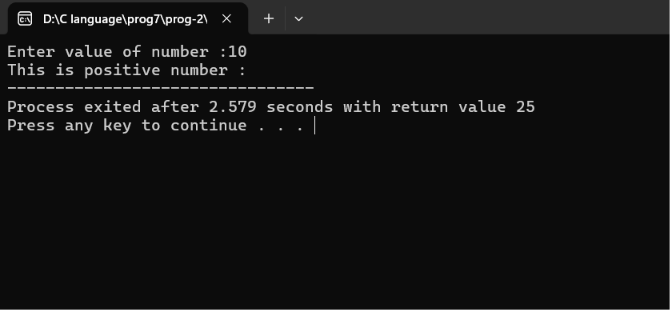 D:\C language\prog7\prog-2\
Enter value of number :10
This is positive number :
--------------------------------
Process exited after 2.579 seconds with return value 25
Press any key to continue . . .